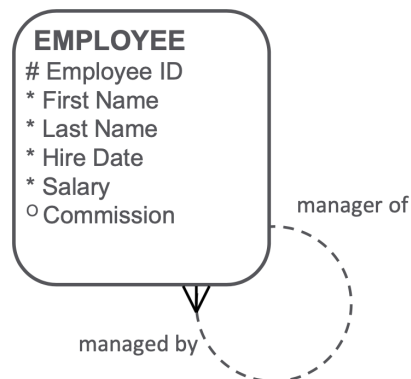 EMPLOYEE
# Employee ID
* First Name
* Last Name
* Hire Date
* Salary
O Commission
manager of
managed by